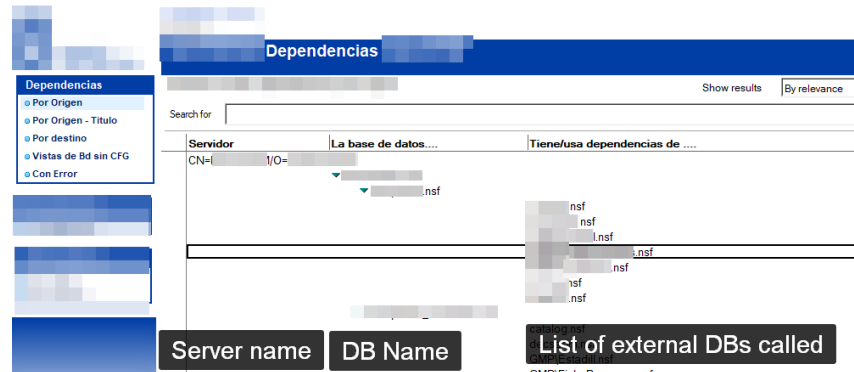 Dependencias
Dependencias
Por Origen
Por Origen - Titulo
Por destino
Vistas de Bd sin CFG
Con Error
Show results
By relevance
Search for
Servidor
La base de datos....
Tiene/usa dependencias de ....
CN=
/O=
.nsf
nsf
nsf
l.nsf
s.nsf
.nsf
nsf
.nsf
catalog.nsf
GMP\Estadill.nsf
Server name
DB Name
List of external DBs called